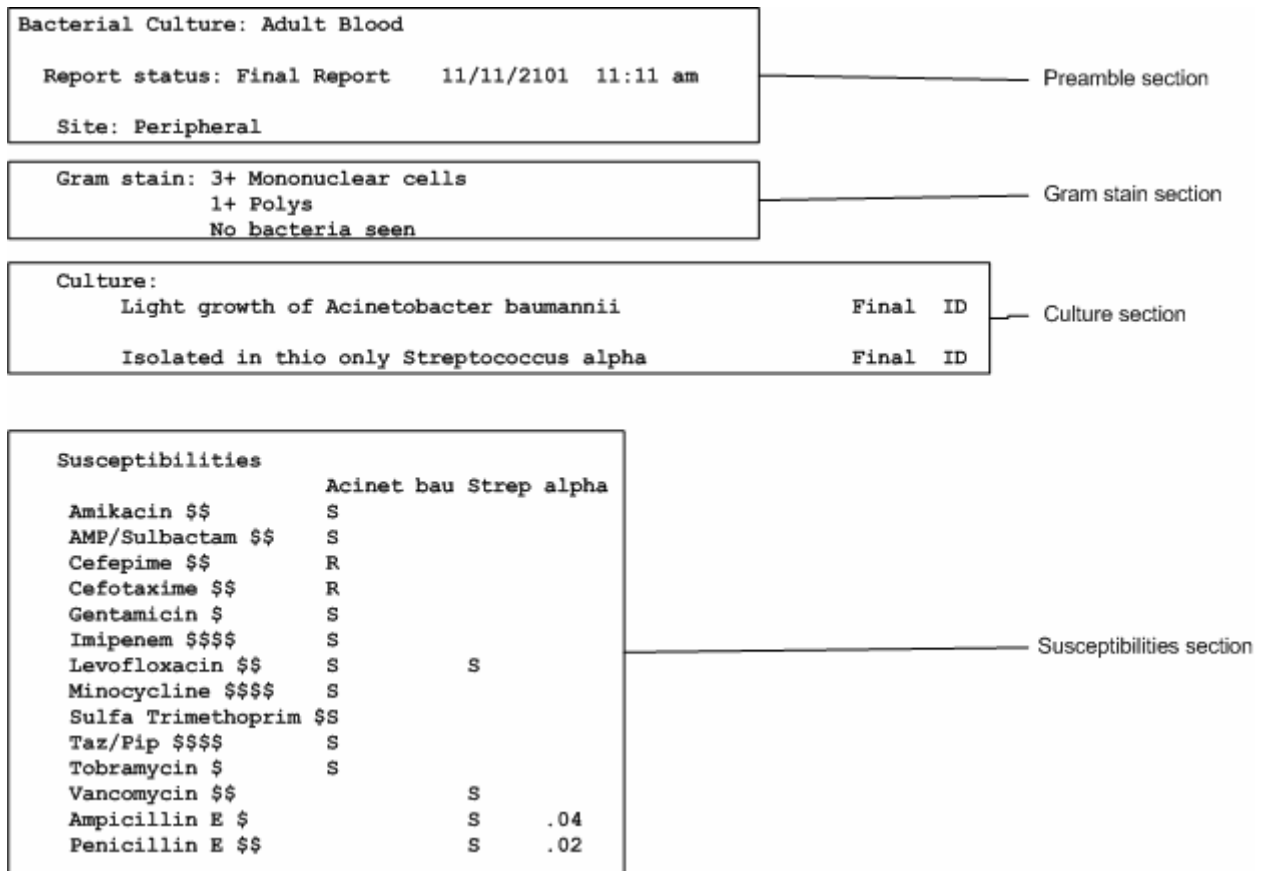 Bacterial Culture: Adult Blood
Report status: Final Report 11/11/2101 11:11 am
Site: Peripheral
Preamble section
Gram stain: 3+ Mononuclear cells
1+ Polys
No bacteria seen
Gram stain section
Culture:
Light growth of Acinetobacter baumannii Final ID
Isolated in thio only Streptococcus alpha Final ID
Culture section
Susceptibilities
Acinet bau Strep alpha
Amikacin $$ S
AMP/Sulbactam $$ S
Cefepime $$ R
Cefotaxime $$ R
Gentamicin $ S
Imipenem $$$$ S
Levofloxacin $$ S S
Minocycline $$$$ S
Sulfa Trimethoprim $S
Taz/Pip $$$$ S
Tobramycin $ S
Vancomycin $$ S
Ampicillin E $ S .04
Penicillin E $$ S .02
Susceptibilities section